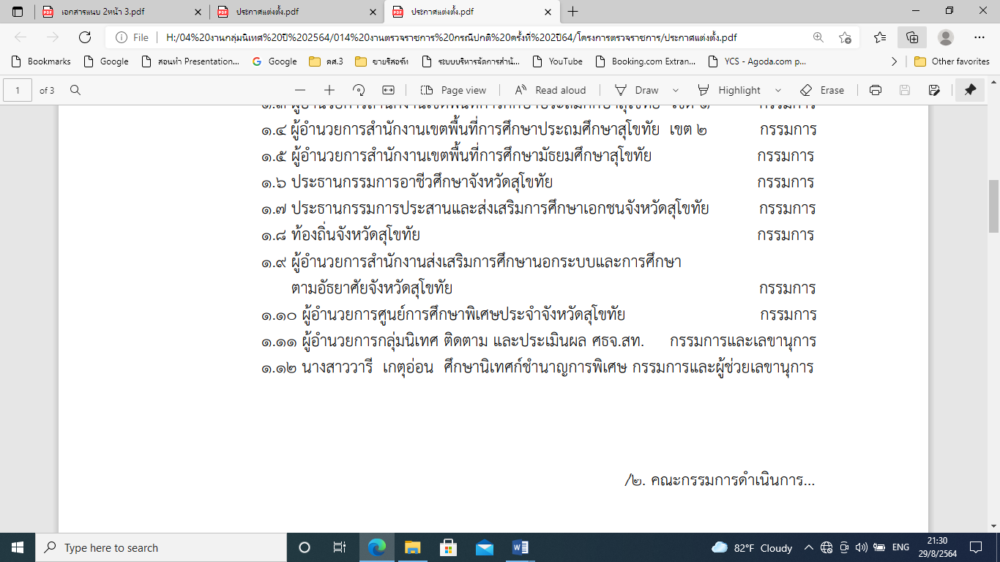 เอกสารแนบ 2หน้า 3.pdf
ประกาศแต่งตั้ง.pdf
ประกาศแต่งตั้ง.pdf
File H:/04%20งานกลุ่มนิเทศ%20ปี%202564/014%20งานตรวจราชการ%20กรณีปกติ%20ครั้งที่%202ปี64/โครงการตรวจราชการ/ประกาศแต่งตั้ง.pdf
Bookmarks Google สอนทำ Presentation... Google ดศ.3 ขายรีสอร์ท ระบบบริหารจัดการสำนั... YouTube Booking.com Extran... YCS - Agoda.com p... Other favorites
1 of 3 Page view Read aloud Draw Highlight Erase
๑.๔ ผู้อำนวยการสำนักงานเขตพื้นที่การศึกษาประถมศึกษาสุโขทัย เขต ๒ กรรมการ
๑.๕ ผู้อำนวยการสำนักงานเขตพื้นที่การศึกษามัธยมศึกษาสุโขทัย กรรมการ
๑.๖ ประธานกรรมการอาชีวศึกษาจังหวัดสุโขทัย กรรมการ
๑.๗ ประธานกรรมการประสานและส่งเสริมการศึกษาเอกชนจังหวัดสุโขทัย กรรมการ
๑.๘ ท้องถิ่นจังหวัดสุโขทัย กรรมการ
๑.๙ ผู้อำนวยการสำนักงานส่งเสริมการศึกษานอกระบบและการศึกษา
ตามอัธยาศัยจังหวัดสุโขทัย กรรมการ
๑.๑๐ ผู้อำนวยการศูนย์การศึกษาพิเศษประจำจังหวัดสุโขทัย กรรมการ
๑.๑๑ ผู้อำนวยการกลุ่มนิเทศ ติดตาม และประเมินผล ศธจ.สท. กรรมการและเลขานุการ
๑.๑๒ นางสาววารี เกตุอ่อน ศึกษานิเทศก์ชำนาญการพิเศษ กรรมการและผู้ช่วยเลขานุการ
/๒. คณะกรรมการดำเนินการ...
Type here to search 82°F Cloudy ENG 21:30
29/8/2564